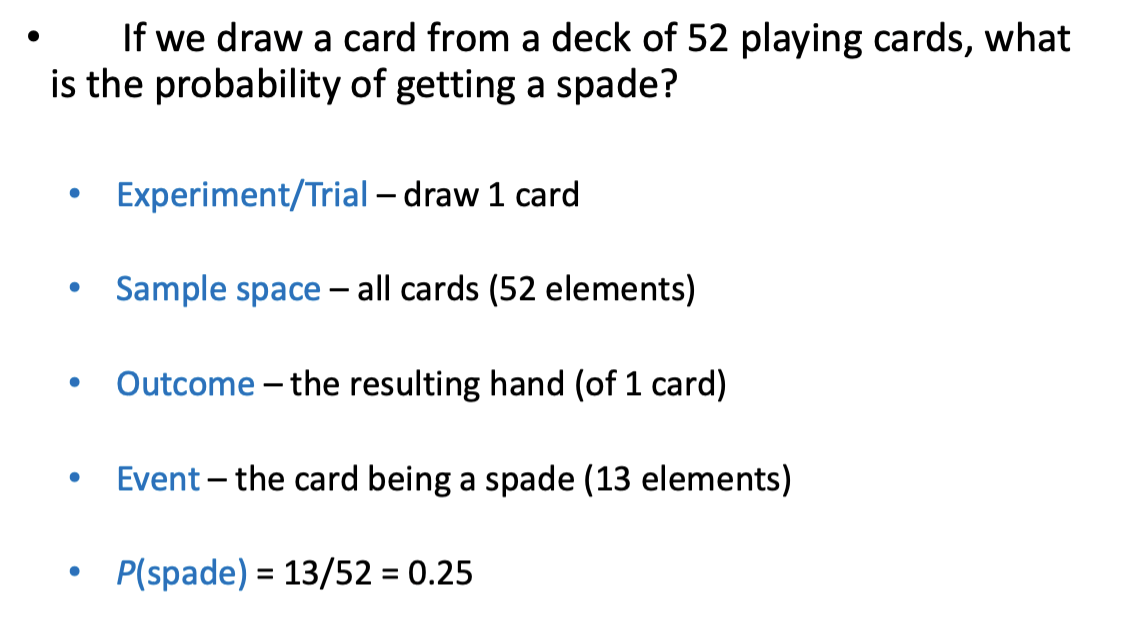 • If we draw a card from a deck of 52 playing cards, what
is the probability of getting a spade?
• Experiment/Trial – draw 1 card
• Sample space – all cards (52 elements)
• Outcome – the resulting hand (of 1 card)
• Event – the card being a spade (13 elements)
• P(spade) = 13/52 = 0.25